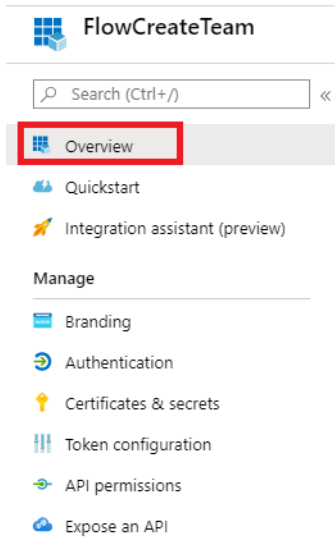 FlowCreateTeam
Search (Ctrl+/)
«
Overview
Quickstart
Integration assistant (preview)
Manage
Branding
Authentication
Certificates & secrets
Token configuration
API permissions
Expose an API